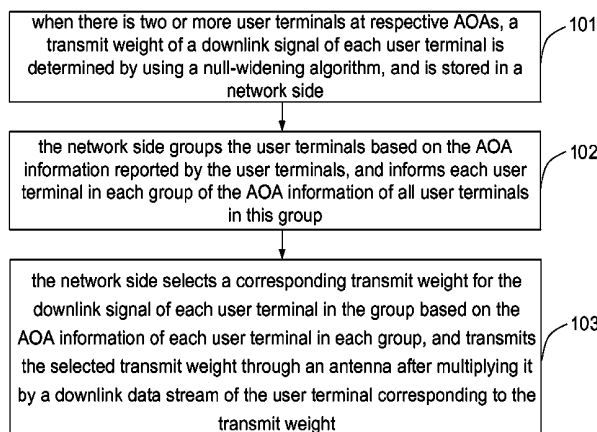 when there is two or more user terminals at respective AOAs, a
transmit weight of a downlink signal of each user terminal is
determined by using a null-widening algorithm, and is stored in a
network side
101
the network side groups the user terminals based on the AOA
information reported by the user terminals, and informs each user
terminal in each group of the AOA information of all user terminals
in this group
102
the network side selects a corresponding transmit weight for the
downlink signal of each user terminal in the group based on the
AOA information of each user terminal in each group, and transmits
the selected transmit weight through an antenna after multiplying it
by a downlink data stream of the user terminal corresponding to the
transmit weight
103